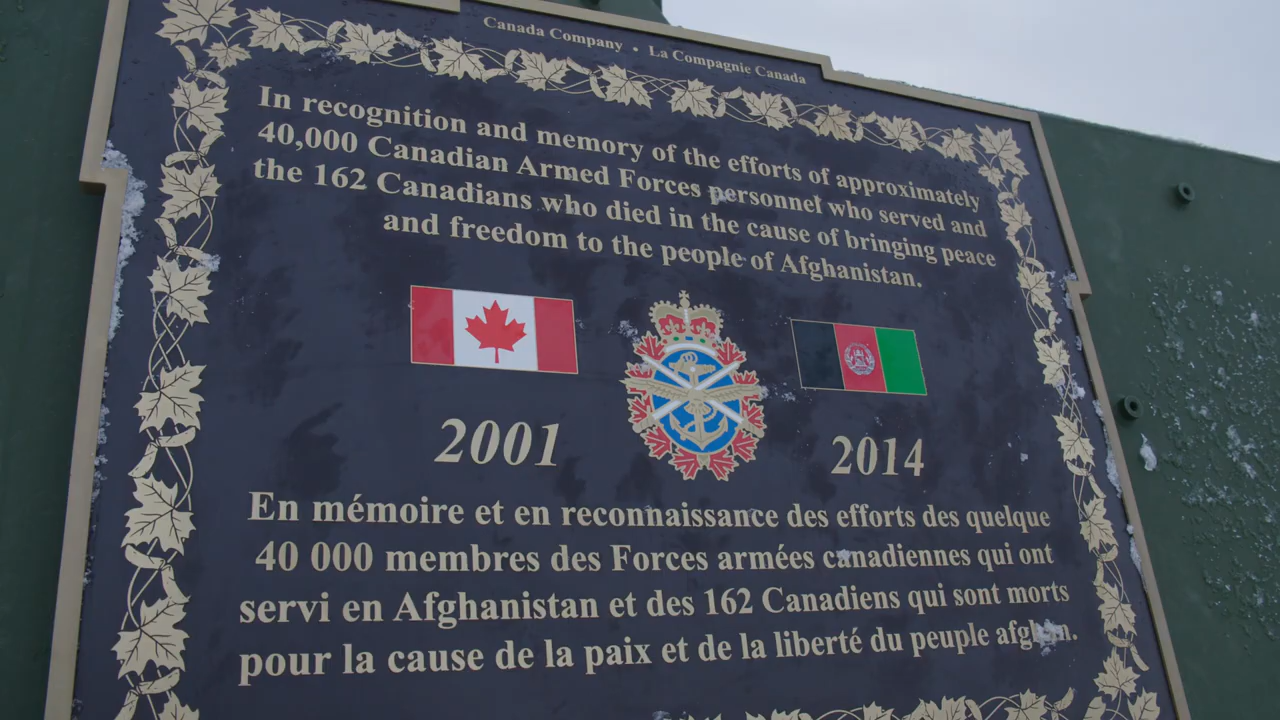 Canada Company • La Compagnie Canada
In recognition and memory of the efforts of approximately
40,000 Canadian Armed Forces personnel who served and
the 162 Canadians who died in the cause of bringing peace
and freedom to the people of Afghanistan.
2001 2014
En mémoire et en reconnaissance des efforts des quelque
40 000 membres des Forces armées canadiennes qui ont
servi en Afghanistan et des 162 Canadiens qui sont morts
pour la cause de la paix et de la liberté du peuple afghan.